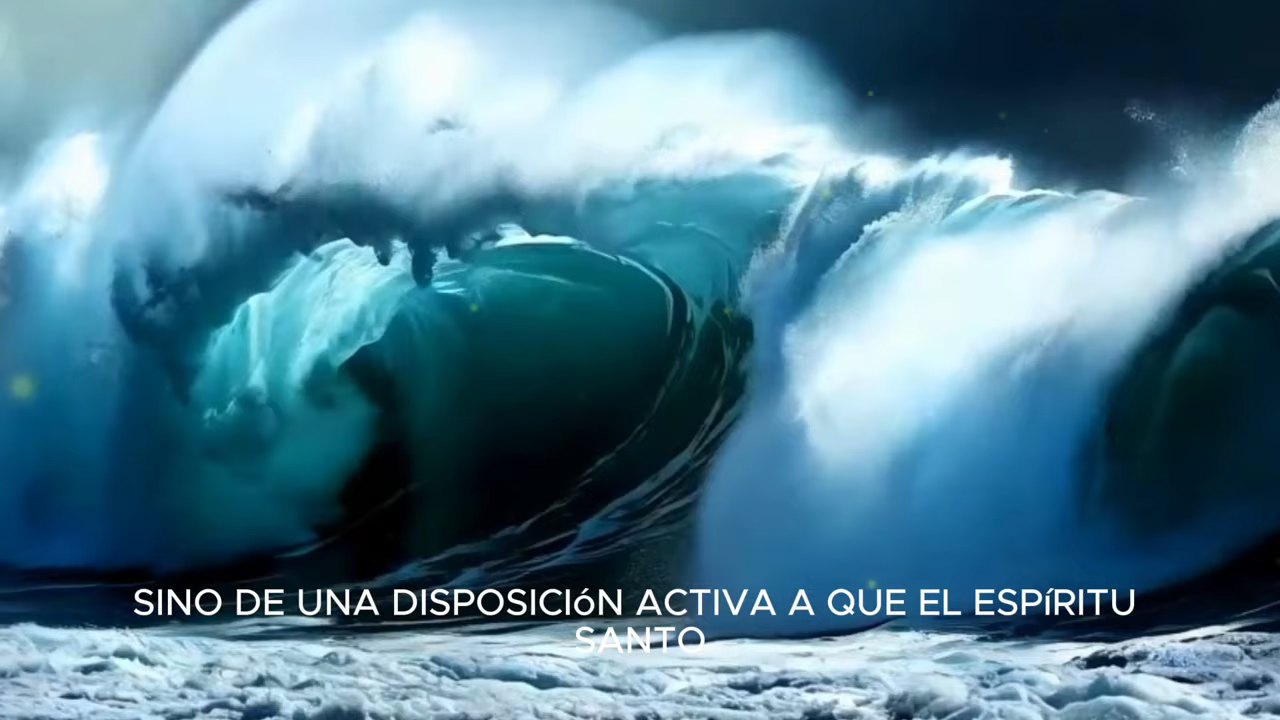 SINO DE UNA DISPOSICIóN ACTIVA A QUE EL ESPíRITU
SANTO